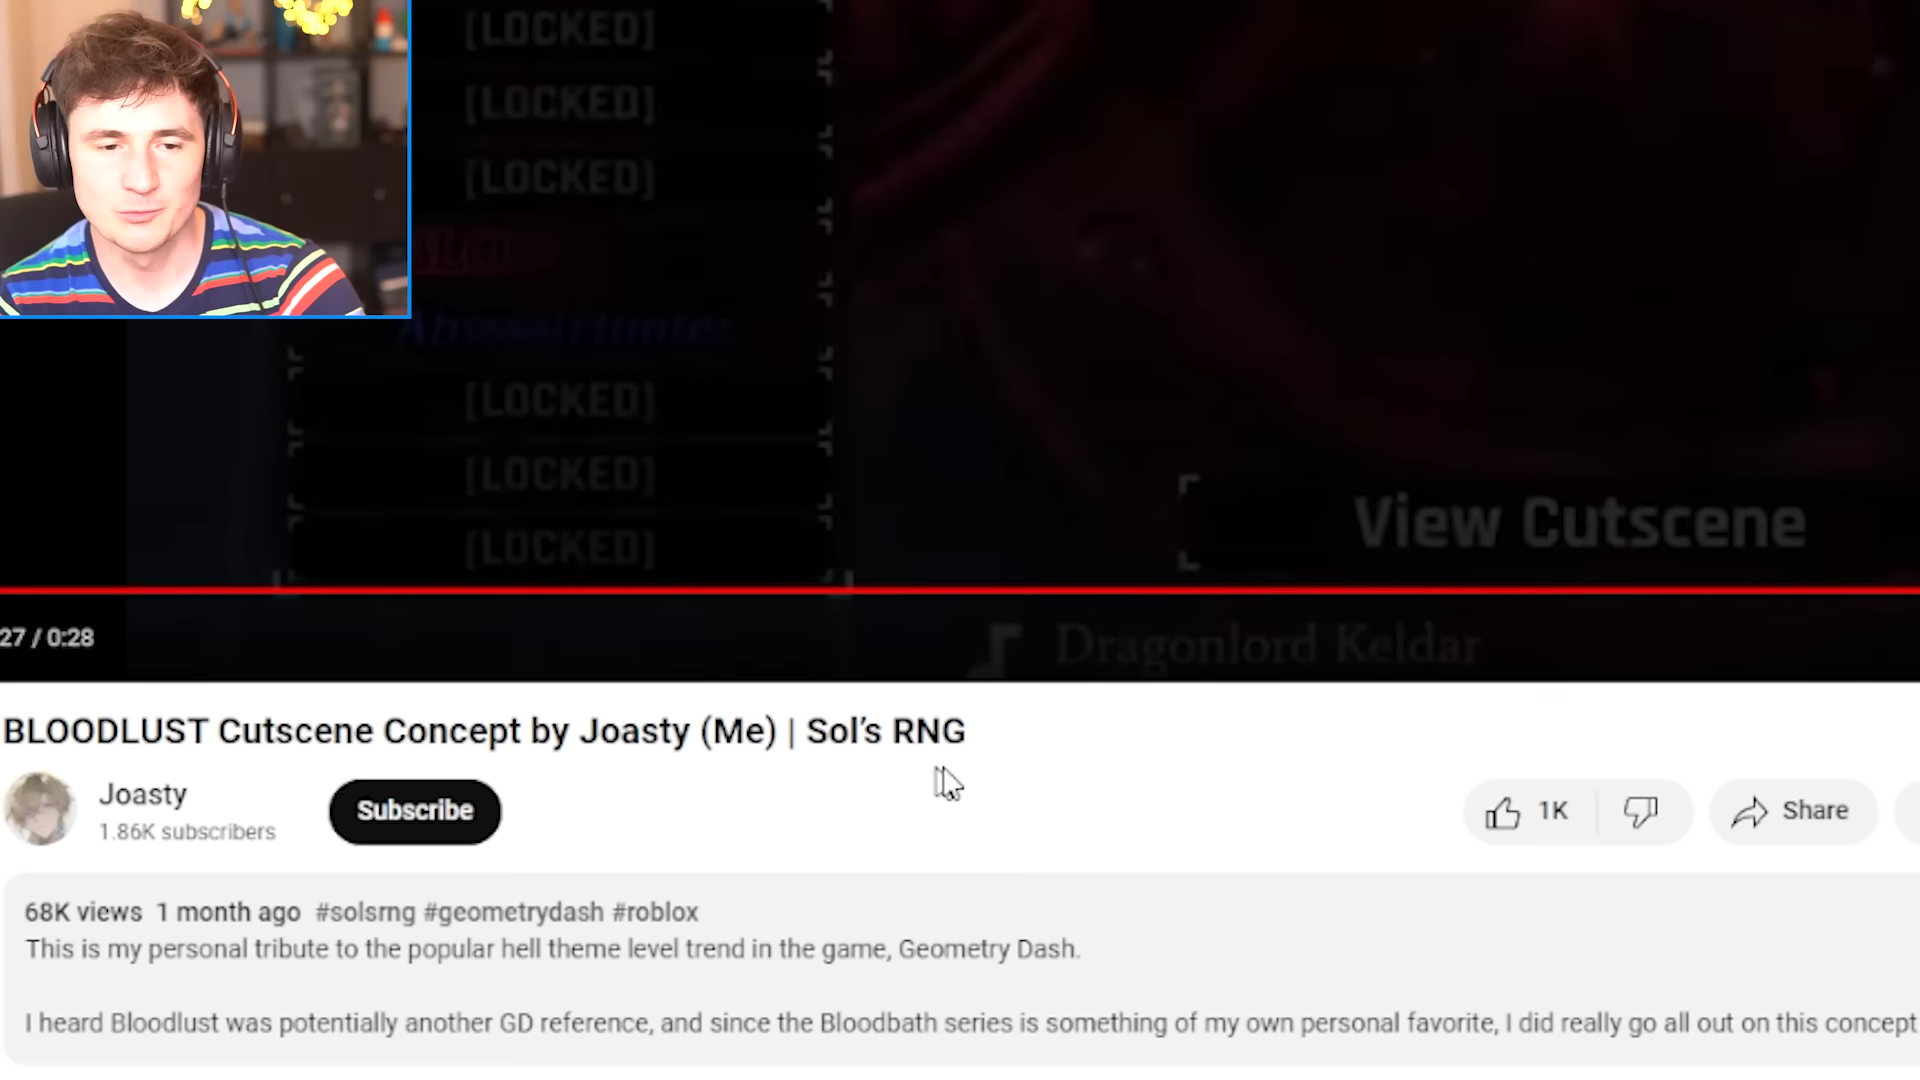 [LOCKED]
[LOCKED]
[LOCKED]
Abyssal Hunter
[LOCKED]
[LOCKED]
[LOCKED]
View Cutscene
27 / 0:28
Dragonlord Keldar
BLOODLUST Cutscene Concept by Joasty (Me) | Sol’s RNG
Joasty
1.86K subscribers
Subscribe
1K
Share
68K views 1 month ago #solsrng #geometrydash #roblox
This is my personal tribute to the popular hell theme level trend in the game, Geometry Dash.
I heard Bloodlust was potentially another GD reference, and since the Bloodbath series is something of my own personal favorite, I did really go all out on this concept